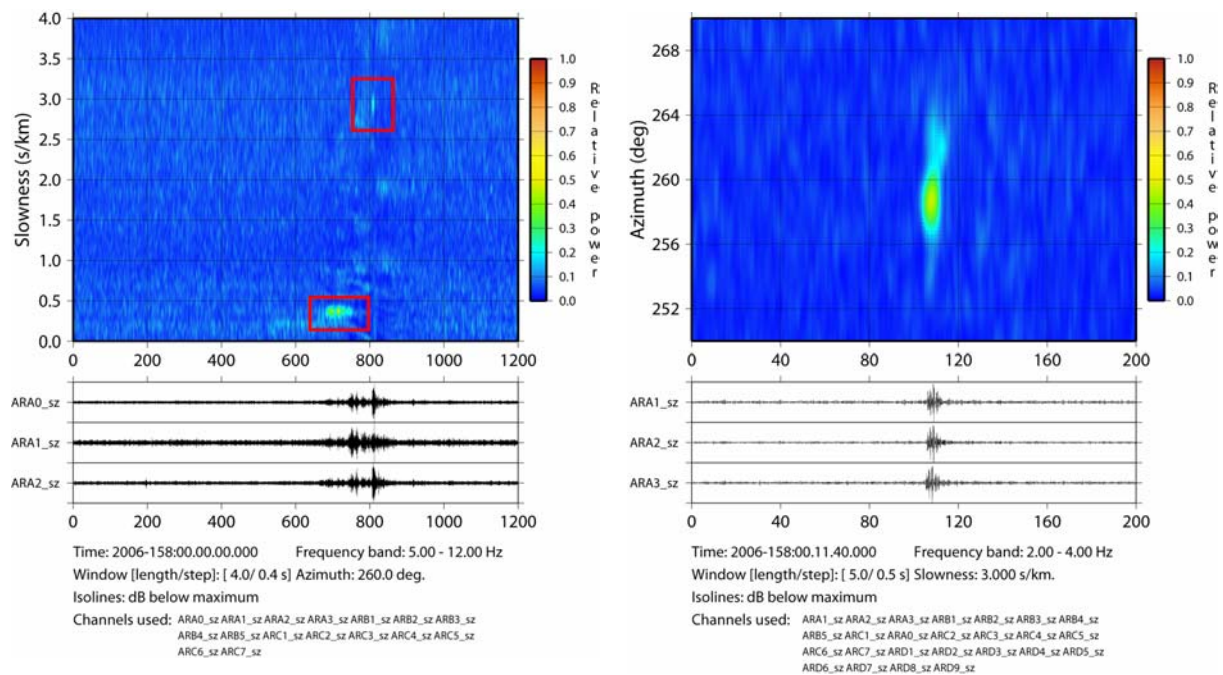 4.0
3.5
3.0
2.5
2.0
1.5
1.0
0.5
0.0
Slowness (s/km)
0 200 400 600 800 1000 1200
1.0
0.9
0.8
0.7
0.6
0.5
0.4
0.3
0.2
0.1
0.0
Relative power
ARA0_sz
ARA1_sz
ARA2_sz
0 200 400 600 800 1000 1200
Time: 2006-158:00.00.00.000 Frequency band: 5.00 - 12.00 Hz
Window [length/step]: [ 4.0/ 0.4 s] Azimuth: 260.0 deg.
Isolines: dB below maximum
Channels used: ARA0_sz ARA1_sz ARA2_sz ARA3_sz ARB1_sz ARB2_sz ARB3_sz
ARB4_sz ARB5_sz ARC1_sz ARC2_sz ARC3_sz ARC4_sz ARC5_sz
ARC6_sz ARC7_sz
268
264
260
256
252
Azimuth (deg)
0 40 80 120 160 200
1.0
0.9
0.8
0.7
0.6
0.5
0.4
0.3
0.2
0.1
0.0
Relative power
ARA1_sz
ARA2_sz
ARA3_sz
0 40 80 120 160 200
Time: 2006-158:00.11.40.000 Frequency band: 2.00 - 4.00 Hz
Window [length/step]: [ 5.0/ 0.5 s] Slowness: 3.000 s/km.
Isolines: dB below maximum
Channels used: ARA1_sz ARA2_sz ARA3_sz ARB1_sz ARB2_sz ARB3_sz ARB4_sz
ARB5_sz ARC1_sz ARA0_sz ARC2_sz ARC3_sz ARC4_sz ARC5_sz
ARC6_sz ARC7_sz ARD1_sz ARD2_sz ARD3_sz ARD4_sz ARD5_sz
ARD6_sz ARD7_sz ARD8_sz ARD9_sz